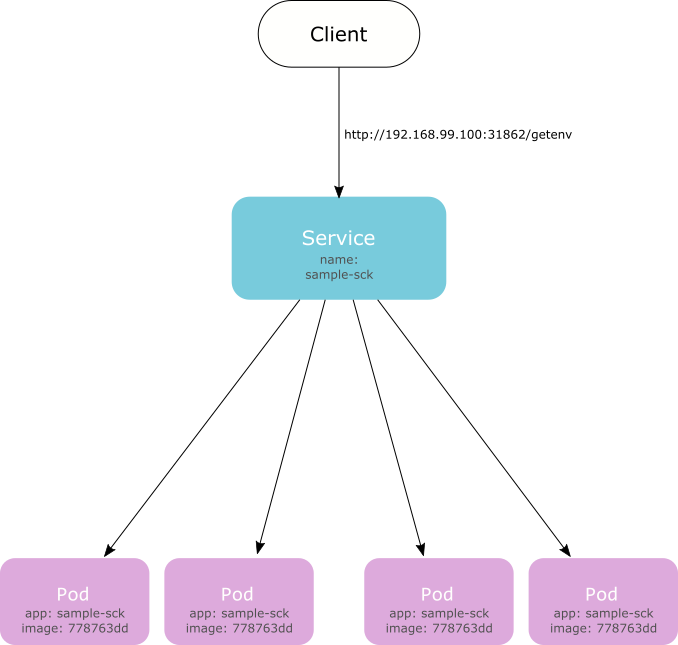 Client
http://192.168.99.100:31862/getenv
Service
name:
sample-sck
Pod
app: sample-sck
image: 778763dd
Pod
app: sample-sck
image: 778763dd
Pod
app: sample-sck
image: 778763dd
Pod
app: sample-sck
image: 778763dd